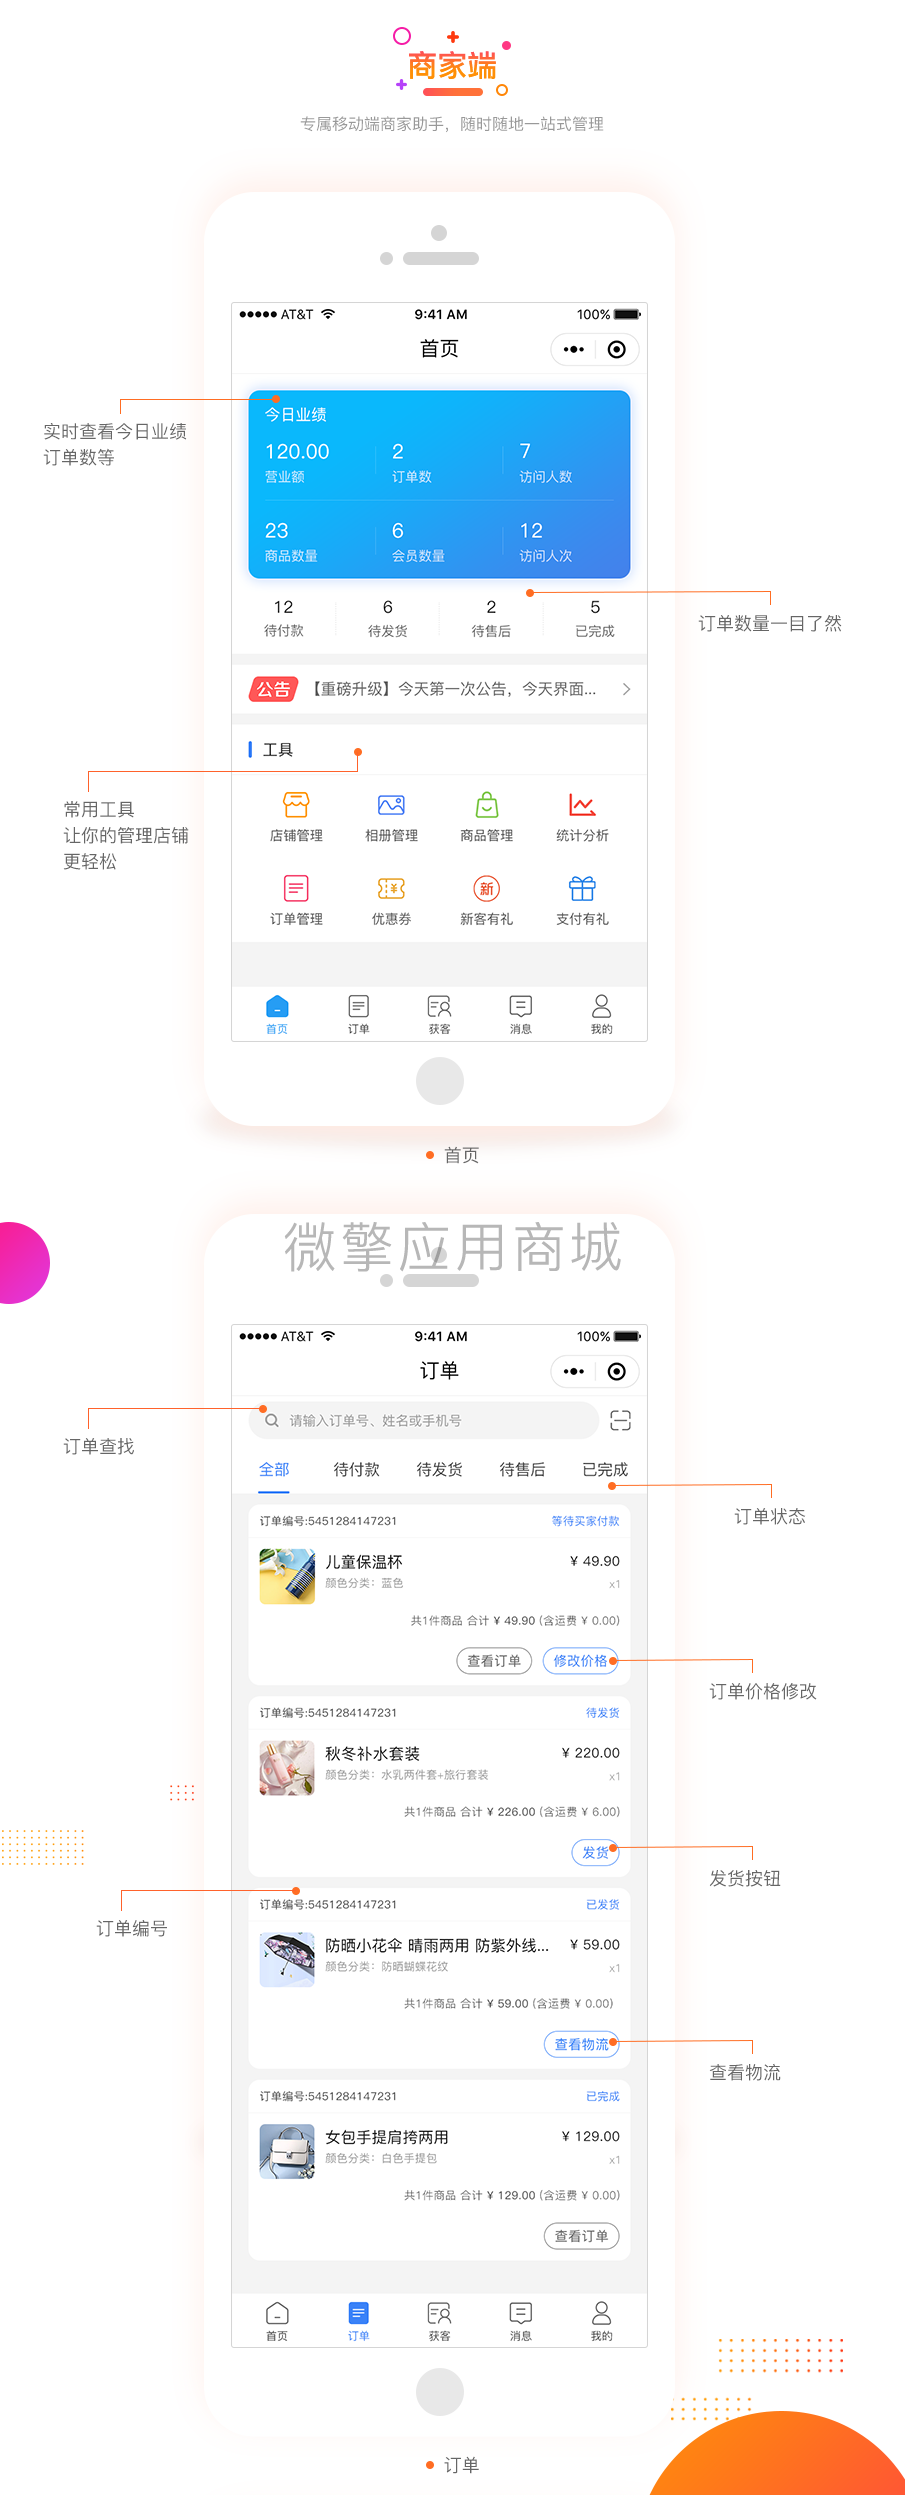 商家端
专属移动端商家助手，随时随地一站式管理
AT&T 9:41 AM 100%
首页
今日业绩
120.00 2 7
营业额 订单数 访问人数
23 6 12
商品数量 会员数量 访问人次
实时查看今日业绩
订单数等
12 6 2 5
待付款 待发货 待售后 已完成
订单数量一目了然
公告 【重磅升级】今天第一次公告，今天界面...
工具
常用工具
让你的管理店铺
更轻松
店铺管理 相册管理 商品管理 统计分析
新
订单管理 优惠券 新客有礼 支付有礼
首页 订单 获客 消息 我的
首页
微擎应用商城
AT&T 9:41 AM 100%
订单
请输入订单号、姓名或手机号
订单查找
全部 待付款 待发货 待售后 已完成
订单状态
订单编号:5451284147231 等待买家付款
儿童保温杯 ¥ 49.90
颜色分类：蓝色 x1
共1件商品 合计 ¥ 49.90 (含运费 ¥ 0.00)
查看订单 修改价格
订单价格修改
订单编号:5451284147231 待发货
秋冬补水套装 ¥ 220.00
颜色分类：水乳两件套+旅行套装 x1
共1件商品 合计 ¥ 226.00 (含运费 ¥ 6.00)
发货
发货按钮
订单编号:5451284147231 已发货
订单编号
防晒小花伞 晴雨两用 防紫外线... ¥ 59.00
颜色分类：防晒蝴蝶花纹 x1
共1件商品 合计 ¥ 59.00 (含运费 ¥ 0.00)
查看物流
查看物流
订单编号:5451284147231 已完成
女包手提肩挎两用 ¥ 129.00
颜色分类：白色手提包 x1
共1件商品 合计 ¥ 129.00 (含运费 ¥ 0.00)
查看订单
首页 订单 获客 消息 我的
订单